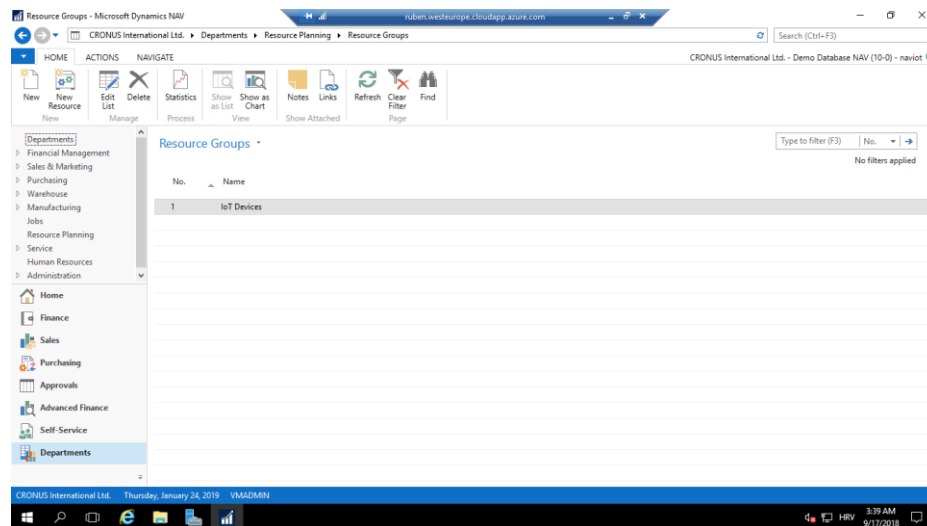 Resource Groups - Microsoft Dynamics NAV
ruben.westeurope.cloudapp.azure.com
CRONUS International Ltd. Departments Resource Planning Resource Groups
Search (Ctrl+F3)
HOME ACTIONS NAVIGATE
CRONUS International Ltd. - Demo Database NAV (10-0) - naviot
New
New Resource
Edit List
Delete
Statistics
Show as List
Show as Chart
Notes
Links
Refresh
Clear Filter
Find
New Manage Process View Show Attached Page
Departments
Financial Management
Sales & Marketing
Purchasing
Warehouse
Manufacturing
Jobs
Resource Planning
Service
Human Resources
Administration
Home
Finance
Sales
Purchasing
Approvals
Advanced Finance
Self-Service
Departments
Resource Groups
Type to filter (F3) No.
No filters applied
No. Name
1 IoT Devices
CRONUS International Ltd. Thursday, January 24, 2019 VMADMIN
HRV
3:39 AM
9/17/2018